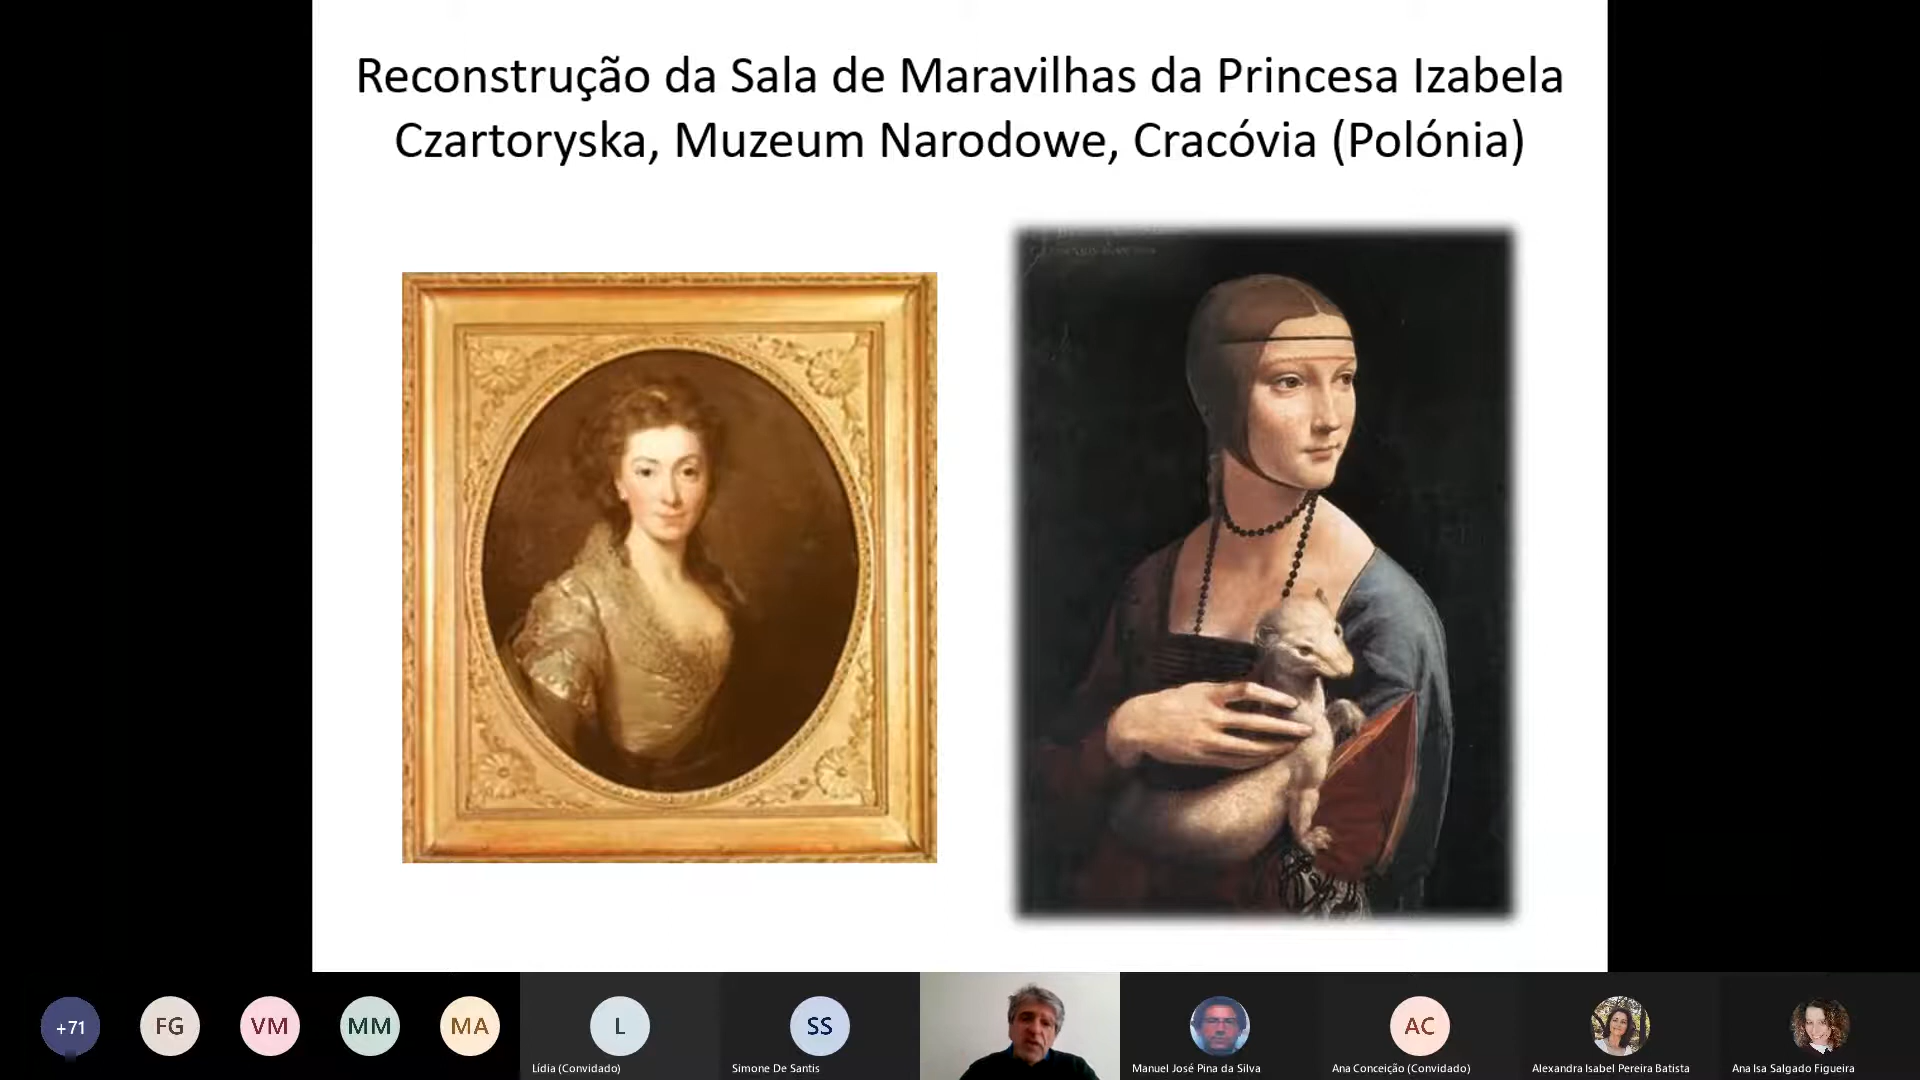 Reconstrução da Sala de Maravilhas da Princesa Izabela
Czartoryska, Muzeum Narodowe, Cracóvia (Polónia)
+71
FG
VM
MM
MA
L
SS
AC
Lídia (Convidado)
Simone De Santis
Manuel José Pina da Silva
Ana Conceição (Convidado)
Alexandra Isabel Pereira Batista
Ana Isa Salgado Figueira